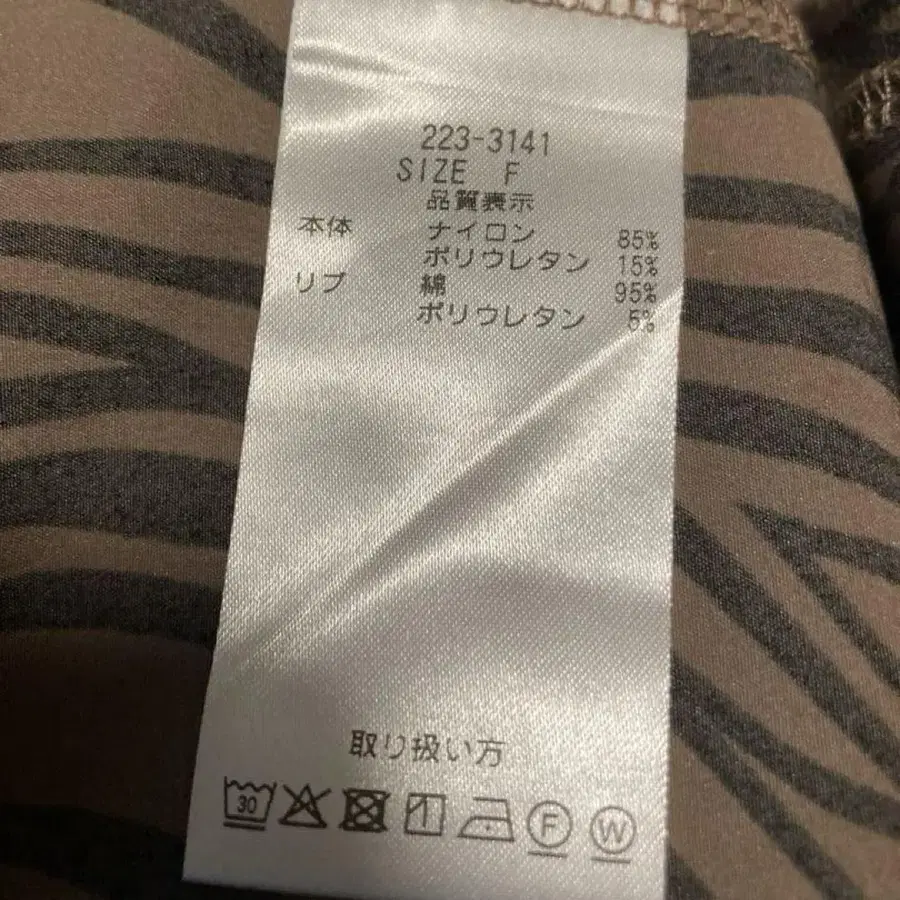 223-3141
SIZE F
品質表示
本体 ナイロン 85%
ポリウレタン 15%
リブ 綿 95%
ポリウレタン 5%
取り扱い方
30 F W